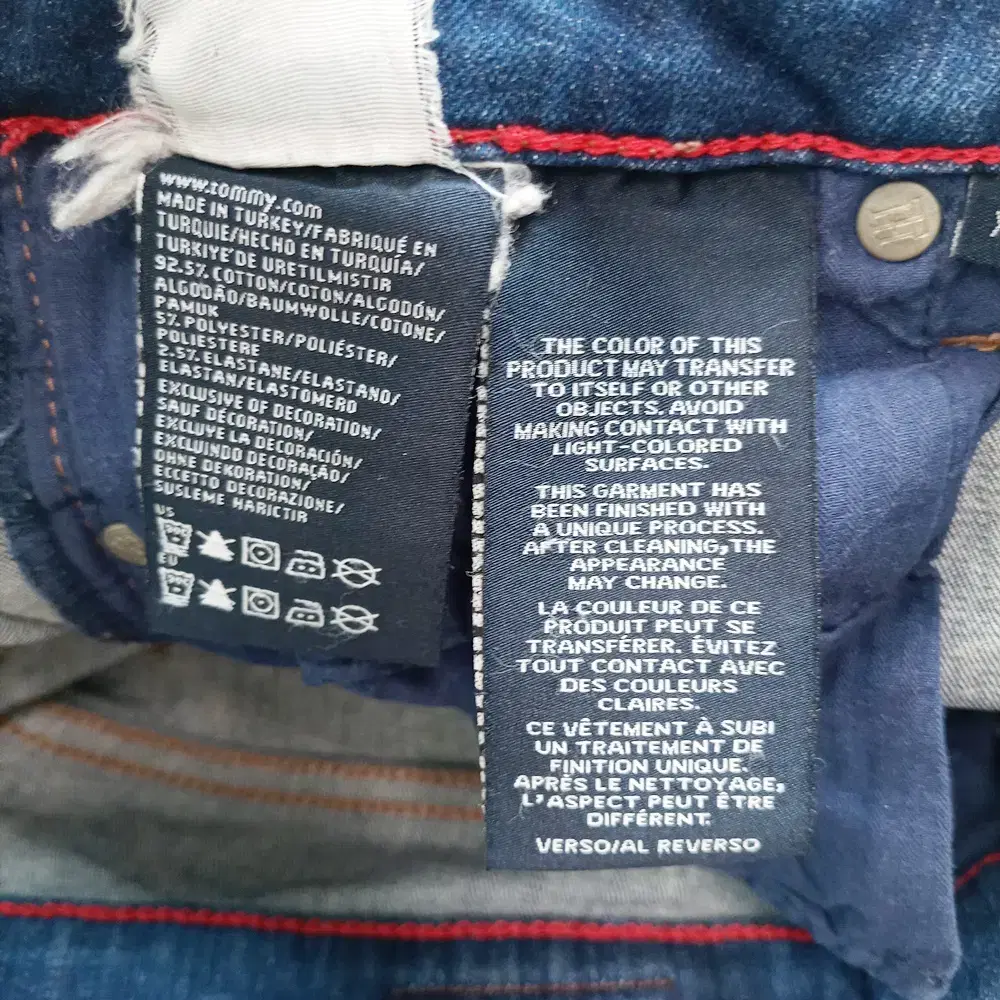 www.tommy.com
MADE IN TURKEY/FABRIQUÉ EN
TURQUIE/HECHO EN TURQUÍA/
TURKIYE'DE URETILMISTIR
92.5% COTTON/COTON/ALGODÓN/
ALGODÃO/BAUMWOLLE/COTONE/
PAMUK
5% POLYESTER/POLIÉSTER/
POLIESTERE
2.5% ELASTANE/ELASTANO/
ELASTAN/ELASTOMERO
EXCLUSIVE OF DECORATION/
SAUF DÉCORATION/
EXCLUYE LA DECORACIÓN/
EXCLUINDO DECORAÇÃO/
OHNE DEKORATION/
ECCETTO DECORAZIONE/
SUSLEME HARICTIR
US
EU
THE COLOR OF THIS
PRODUCT MAY TRANSFER
TO ITSELF OR OTHER
OBJECTS. AVOID
MAKING CONTACT WITH
LIGHT-COLORED
SURFACES.
THIS GARMENT HAS
BEEN FINISHED WITH
A UNIQUE PROCESS.
AFTER CLEANING, THE
APPEARANCE
MAY CHANGE.
LA COULEUR DE CE
PRODUIT PEUT SE
TRANSFÉRER. ÉVITEZ
TOUT CONTACT AVEC
DES COULEURS
CLAIRES.
CE VÊTEMENT À SUBI
UN TRAITEMENT DE
FINITION UNIQUE.
APRÈS LE NETTOYAGE,
L'ASPECT PEUT ÊTRE
DIFFÉRENT.
VERSO/AL REVERSO